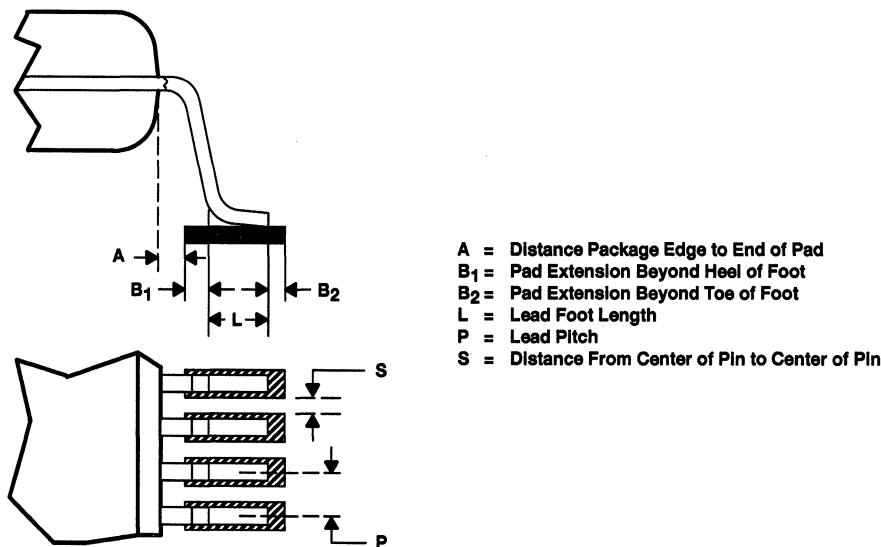 A = Distance Package Edge to End of Pad
A
B1 = Pad Extension Beyond Heel of Foot
B1
B2
B2 = Pad Extension Beyond Toe of Foot
L
L = Lead Foot Length
P = Lead Pitch
S = Distance From Center of Pin to Center of Pin
S
P